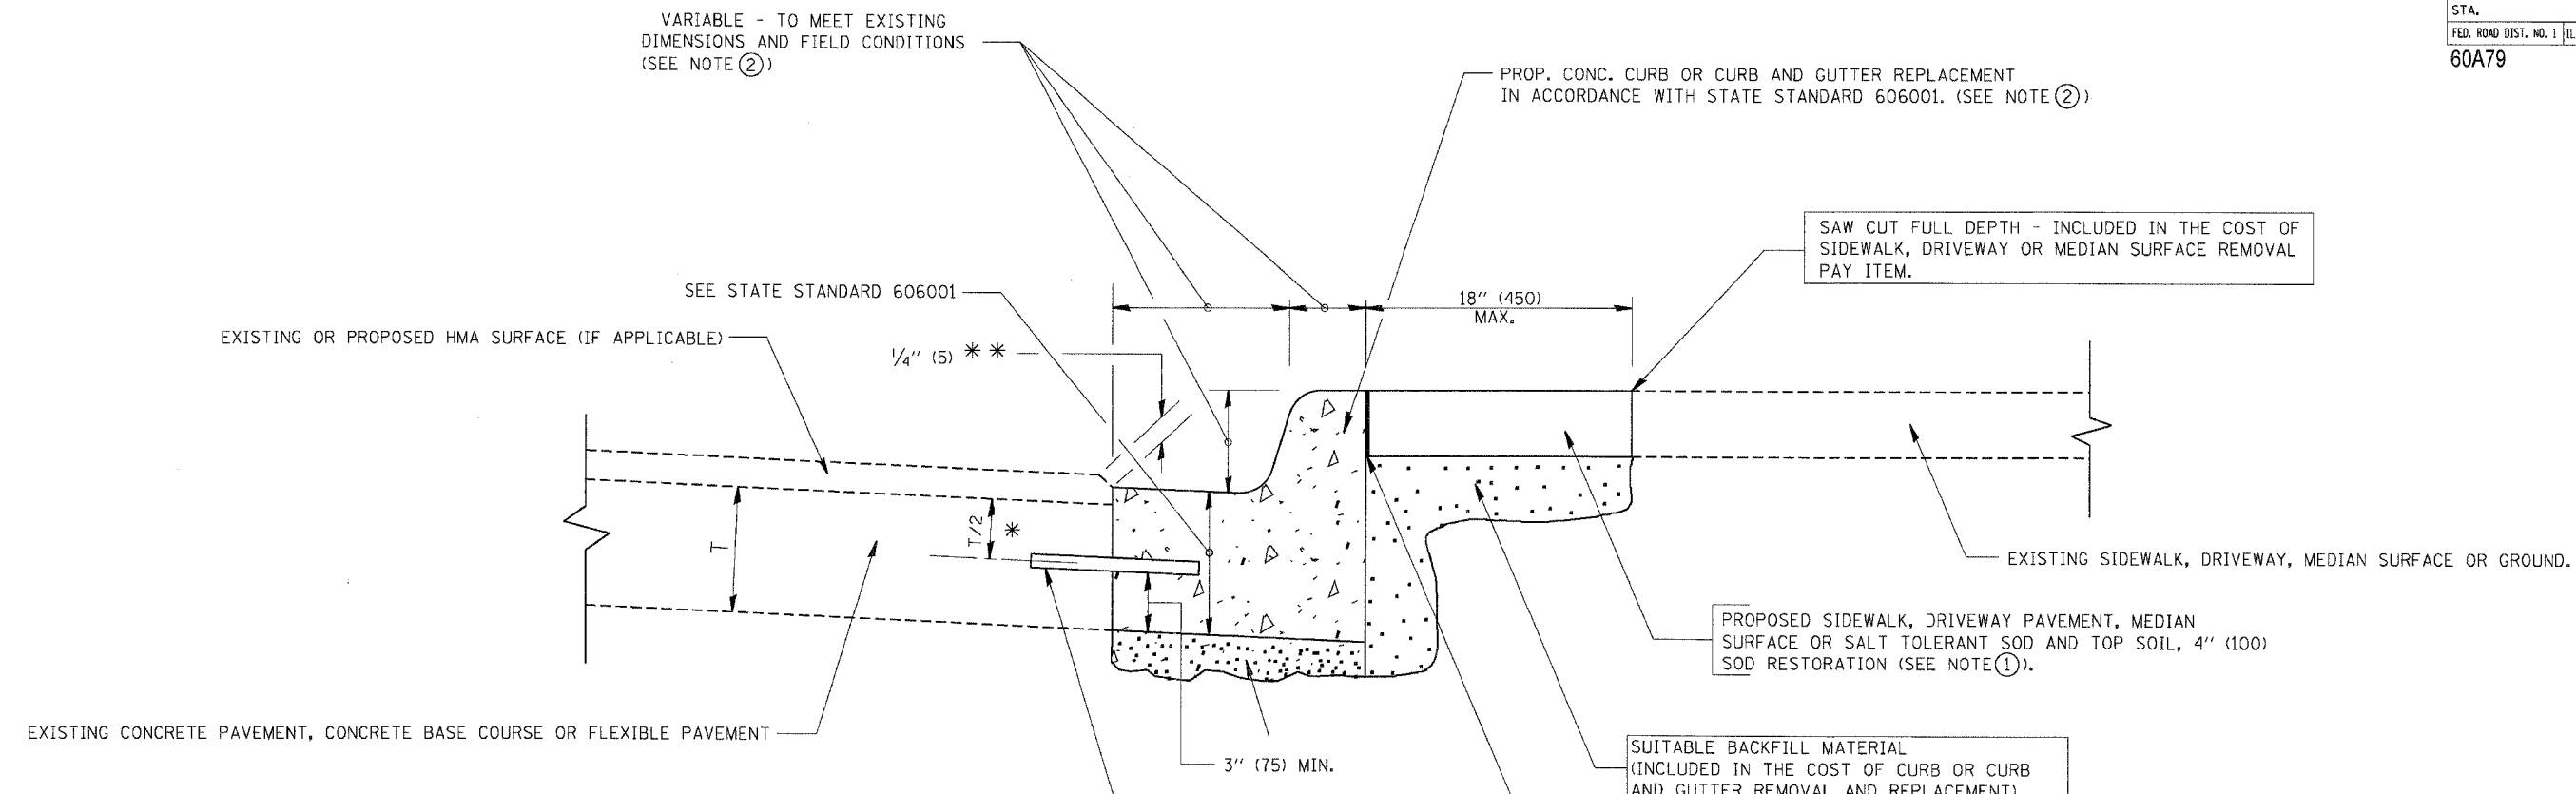 VARIABLE - TO MEET EXISTING
DIMENSIONS AND FIELD CONDITIONS
(SEE NOTE 2)
STA.
FED. ROAD DIST. NO. 1
60A79
PROP. CONC. CURB OR CURB AND GUTTER REPLACEMENT
IN ACCORDANCE WITH STATE STANDARD 606001. (SEE NOTE 2)
SAW CUT FULL DEPTH - INCLUDED IN THE COST OF
SIDEWALK, DRIVEWAY OR MEDIAN SURFACE REMOVAL
PAY ITEM.
SEE STATE STANDARD 606001
18" (450)
MAX.
EXISTING OR PROPOSED HMA SURFACE (IF APPLICABLE)
1/4" (5) * *
T
T/2 *
EXISTING SIDEWALK, DRIVEWAY, MEDIAN SURFACE OR GROUND.
PROPOSED SIDEWALK, DRIVEWAY PAVEMENT, MEDIAN
SURFACE OR SALT TOLERANT SOD AND TOP SOIL, 4" (100)
SOD RESTORATION (SEE NOTE 1).
EXISTING CONCRETE PAVEMENT, CONCRETE BASE COURSE OR FLEXIBLE PAVEMENT
3" (75) MIN.
SUITABLE BACKFILL MATERIAL
(INCLUDED IN THE COST OF CURB OR CURB
AND GUTTER REMOVAL AND REPLACEMENT)